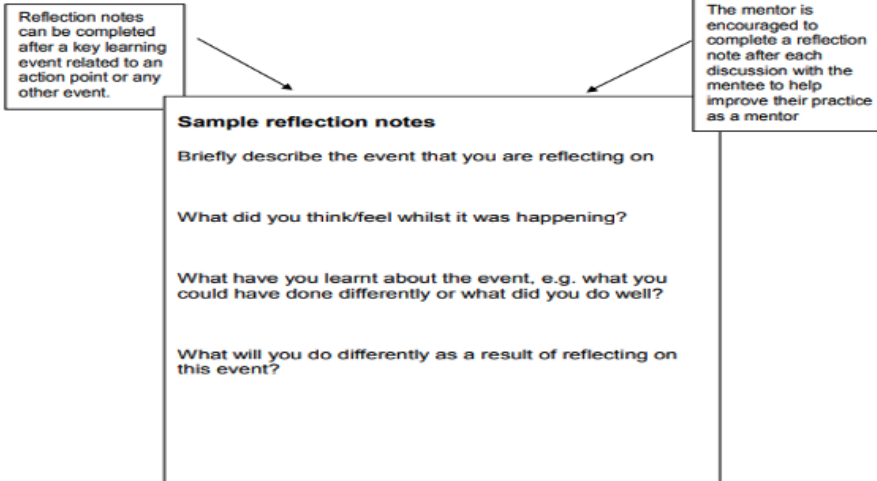 Reflection notes
can be completed
after a key learning
event related to an
action point or any
other event.
The mentor is
encouraged to
complete a reflection
note after each
discussion with the
mentee to help
improve their practice
as a mentor
Sample reflection notes
Briefly describe the event that you are reflecting on
What did you think/feel whilst it was happening?
What have you learnt about the event, e.g. what you
could have done differently or what did you do well?
What will you do differently as a result of reflecting on
this event?